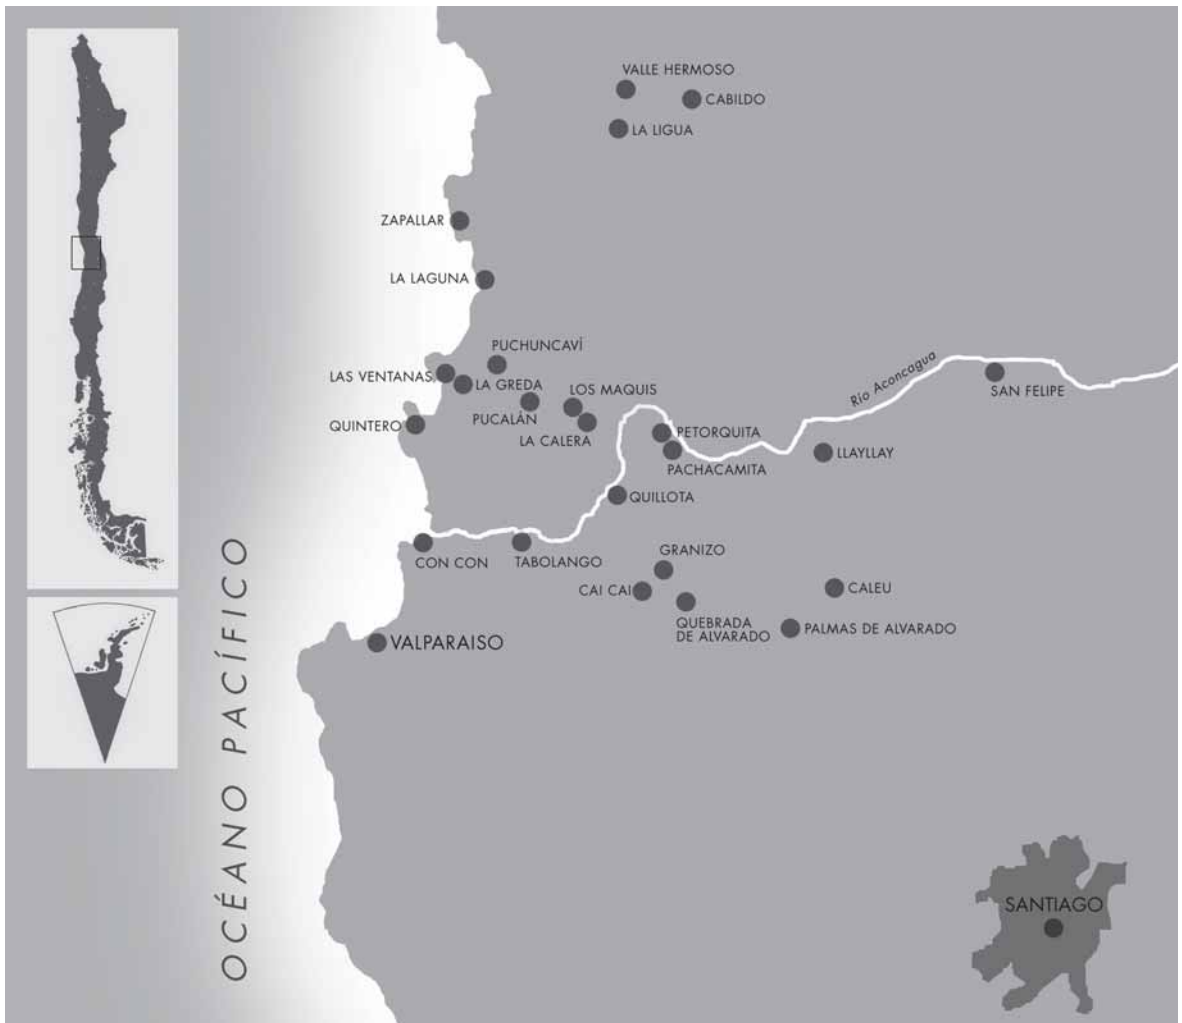 VALLE HERMOSO
CABILDO
LA LIGUA
ZAPALLAR
LA LAGUNA
PUCHUNCAVÍ
LAS VENTANAS
LA GREDA
LOS MAQUIS
PUCALÁN
LA CALERA
QUINTERO
Río Aconcagua
SAN FELIPE
PETORQUITA
PACHACAMITA
LLAYLLAY
QUILLOTA
CON CON
TABOLANGO
GRANIZO
CAI CAI
QUEBRADA
DE ALVARADO
CALEU
PALMAS DE ALVARADO
VALPARAISO
OCÉANO PACÍFICO
SANTIAGO